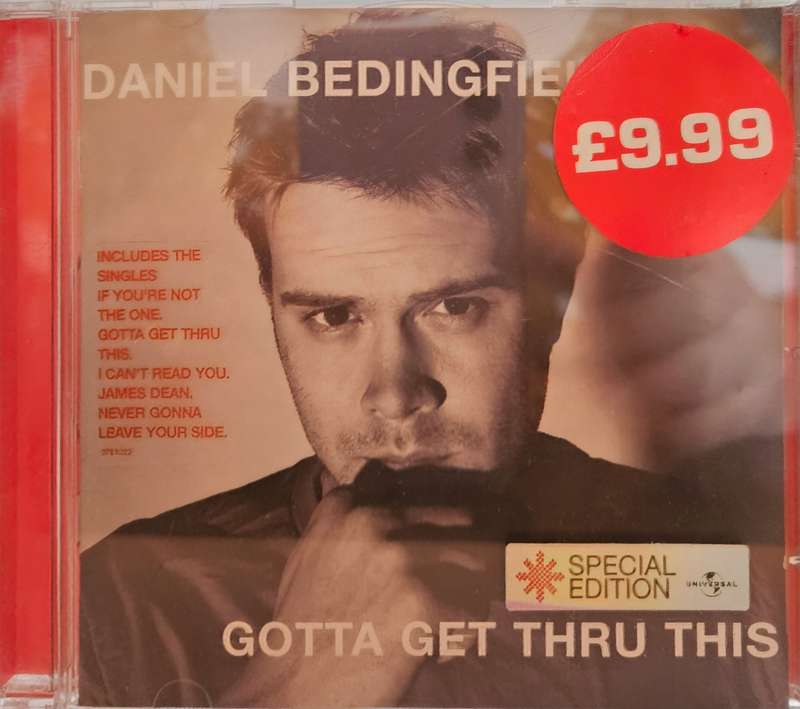 DANIEL BEDINGFIEL
£9.99
INCLUDES THE
SINGLES
IF YOU'RE NOT
THE ONE.
GOTTA GET THRU
THIS.
I CAN'T READ YOU.
JAMES DEAN.
NEVER GONNA
LEAVE YOUR SIDE.
SPECIAL
EDITION
UNIVERSAL
GOTTA GET THRU THIS